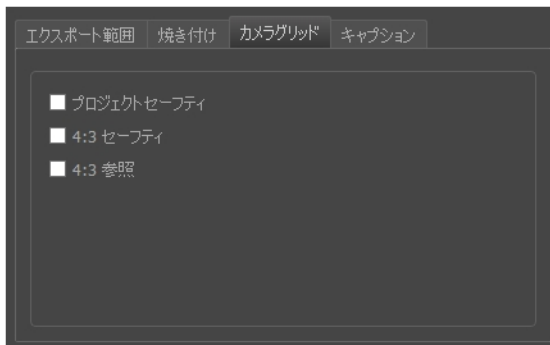 エクスポート範囲 焼き付け カメラグリッド キャプション
プロジェクトセーフティ
4:3 セーフティ
4:3 参照